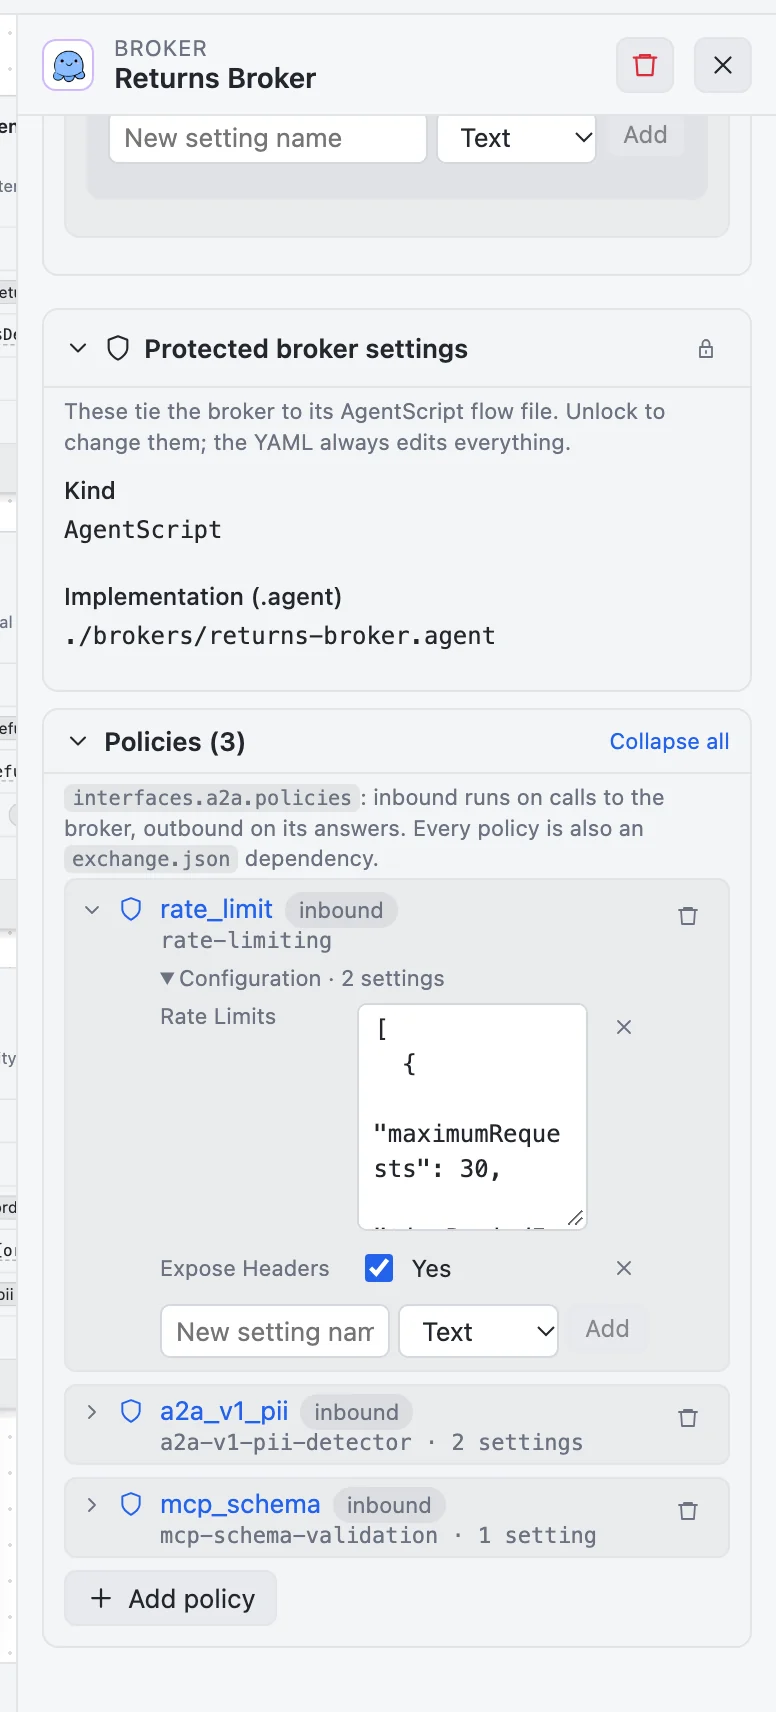 BROKER
Returns Broker
New setting name
Text
Add
Protected broker settings
These tie the broker to its AgentScript flow file. Unlock to
change them; the YAML always edits everything.
Kind
AgentScript
Implementation (.agent)
./brokers/returns-broker.agent
Policies (3)
Collapse all
interfaces.a2a.policies: inbound runs on calls to the
broker, outbound on its answers. Every policy is also an
exchange.json dependency.
rate_limit inbound
rate-limiting
Configuration · 2 settings
Rate Limits
[
{
"maximumReque
sts": 30,
Expose Headers
Yes
New setting nam
Text
Add
a2a_v1_pii inbound
a2a-v1-pii-detector · 2 settings
mcp_schema inbound
mcp-schema-validation · 1 setting
+ Add policy